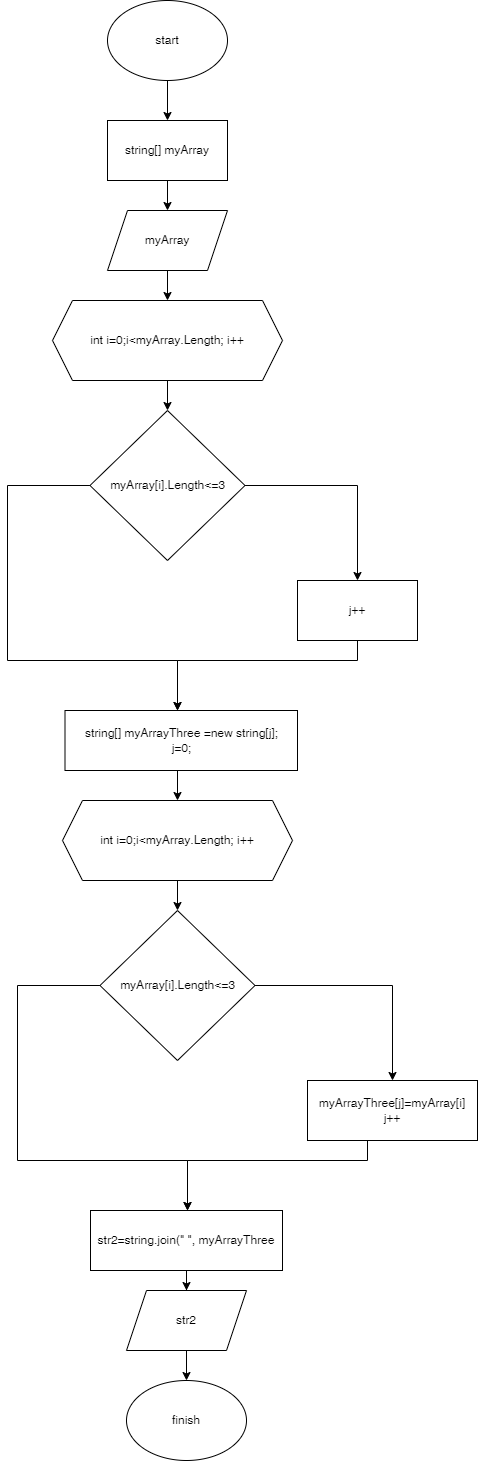 start
string[] myArray
myArray
int i=0;i<myArray.Length; i++
myArray[i].Length<=3
j++
string[] myArrayThree =new string[j];
j=0;
int i=0;i<myArray.Length; i++
myArray[i].Length<=3
myArrayThree[j]=myArray[i]
j++
str2=string.join(" ", myArrayThree
str2
finish